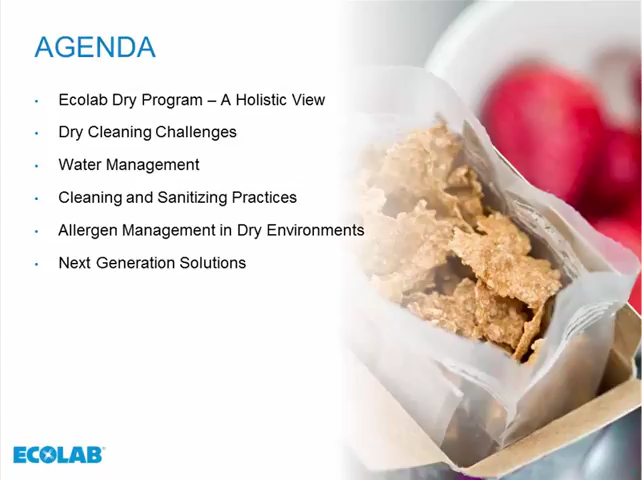 AGENDA
• Ecolab Dry Program – A Holistic View
• Dry Cleaning Challenges
• Water Management
• Cleaning and Sanitizing Practices
• Allergen Management in Dry Environments
• Next Generation Solutions
ECOLAB®